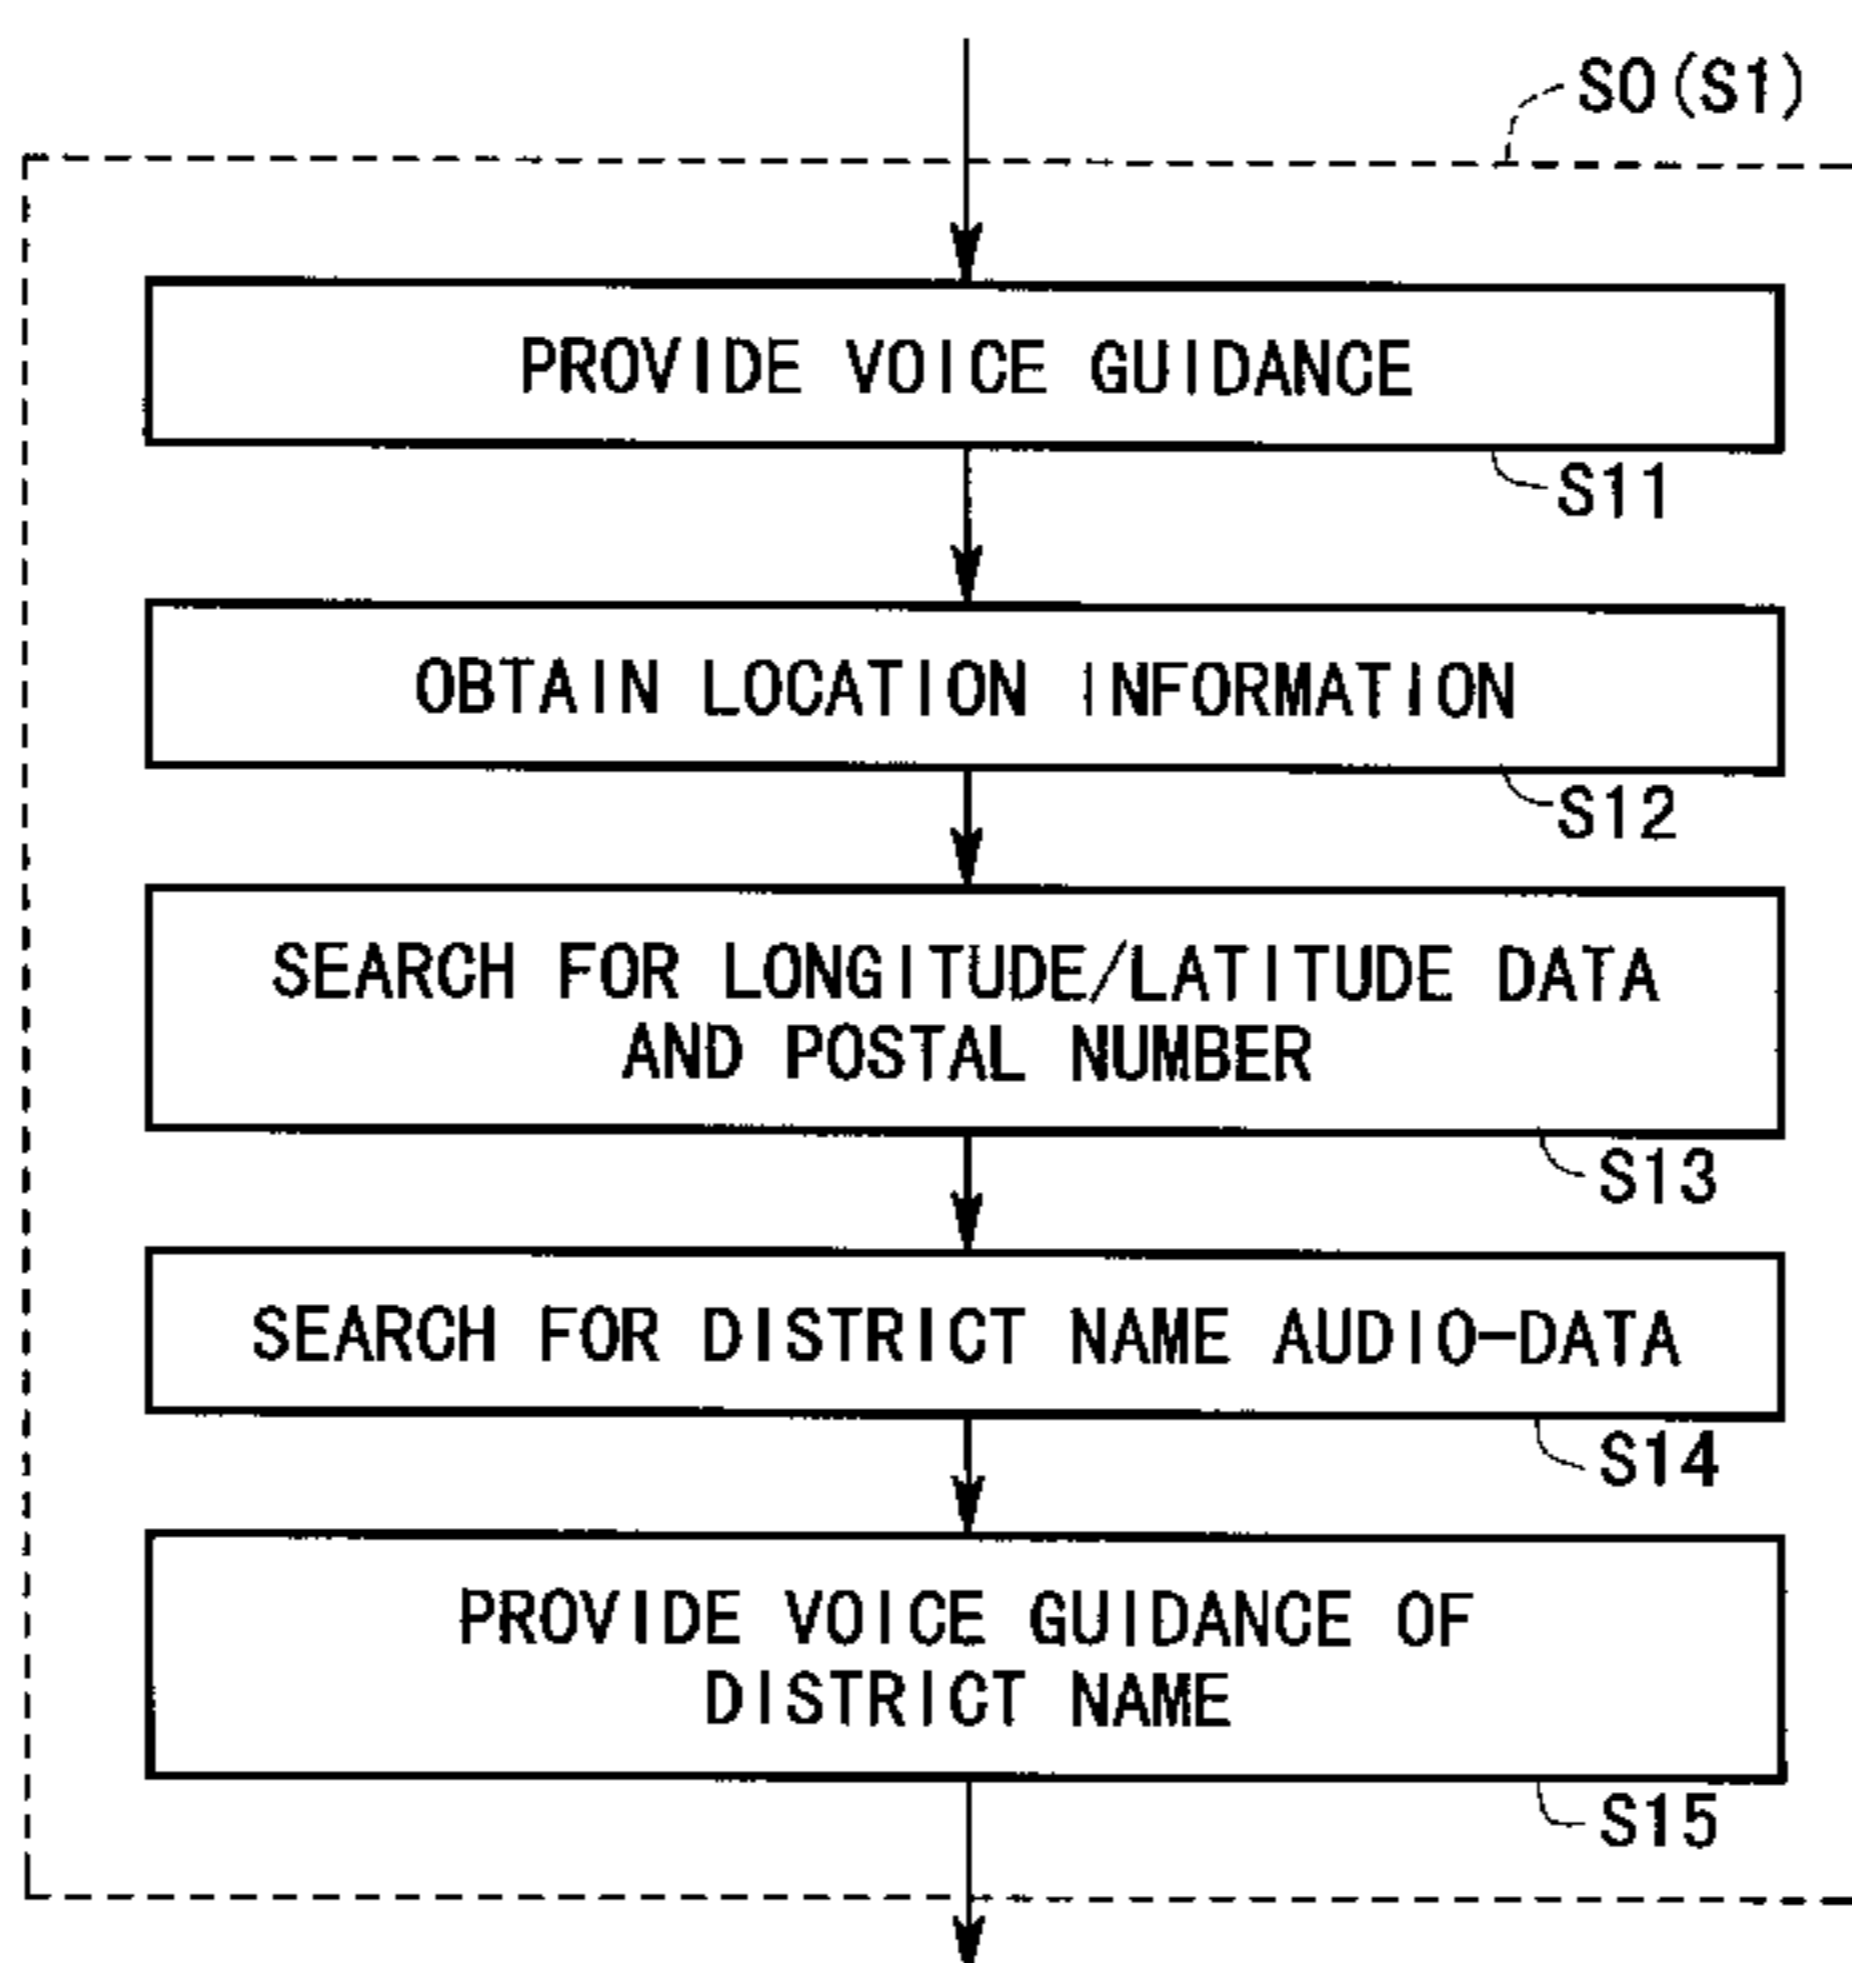 S0(S1)
PROVIDE VOICE GUIDANCE
S11
OBTAIN LOCATION INFORMATION
S12
SEARCH FOR LONGITUDE/LATITUDE DATA
AND POSTAL NUMBER
S13
SEARCH FOR DISTRICT NAME AUDIO-DATA
S14
PROVIDE VOICE GUIDANCE OF
DISTRICT NAME
S15